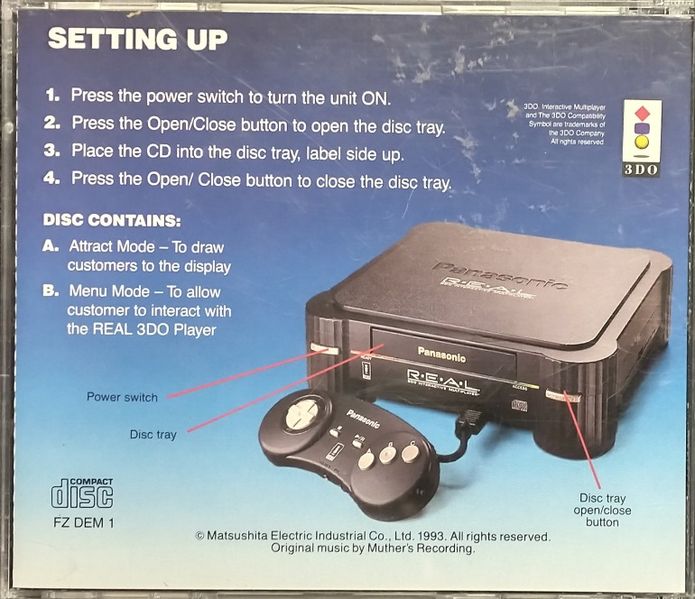 SETTING UP
1. Press the power switch to turn the unit ON.
2. Press the Open/Close button to open the disc tray.
3. Place the CD into the disc tray, label side up.
4. Press the Open/ Close button to close the disc tray.
3DO, Interactive Multiplayer
and The 3DO Compatibility
Symbol are trademarks of
the 3DO Company.
All rights reserved
3DO
DISC CONTAINS:
A. Attract Mode – To draw
customers to the display
B. Menu Mode – To allow
customer to interact with
the REAL 3DO Player
Panasonic
R·E·A·L
Panasonic
R·E·A·L
3DO INTERACTIVE MULTIPLAYER
ACCESS
Power switch
Disc tray
Panasonic
Disc tray
open/close
button
COMPACT
disc
FZ DEM 1
© Matsushita Electric Industrial Co., Ltd. 1993. All rights reserved.
Original music by Muther's Recording.